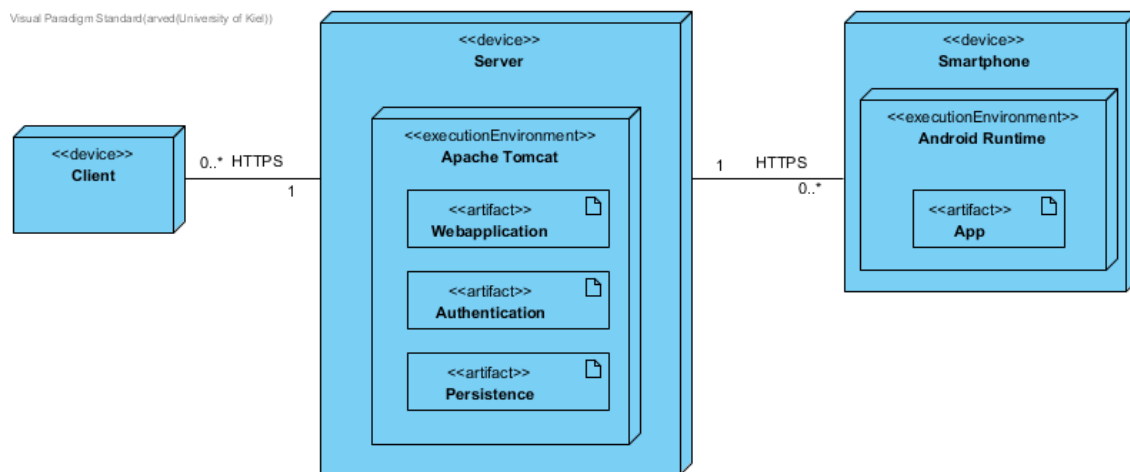 Visual Paradigm Standard(arved(University of Kiel))
<<device>>
Client
0..* HTTPS
1
<<device>>
Server
<<executionEnvironment>>
Apache Tomcat
<<artifact>>
Webapplication
<<artifact>>
Authentication
<<artifact>>
Persistence
1 HTTPS
0..*
<<device>>
Smartphone
<<executionEnvironment>>
Android Runtime
<<artifact>>
App